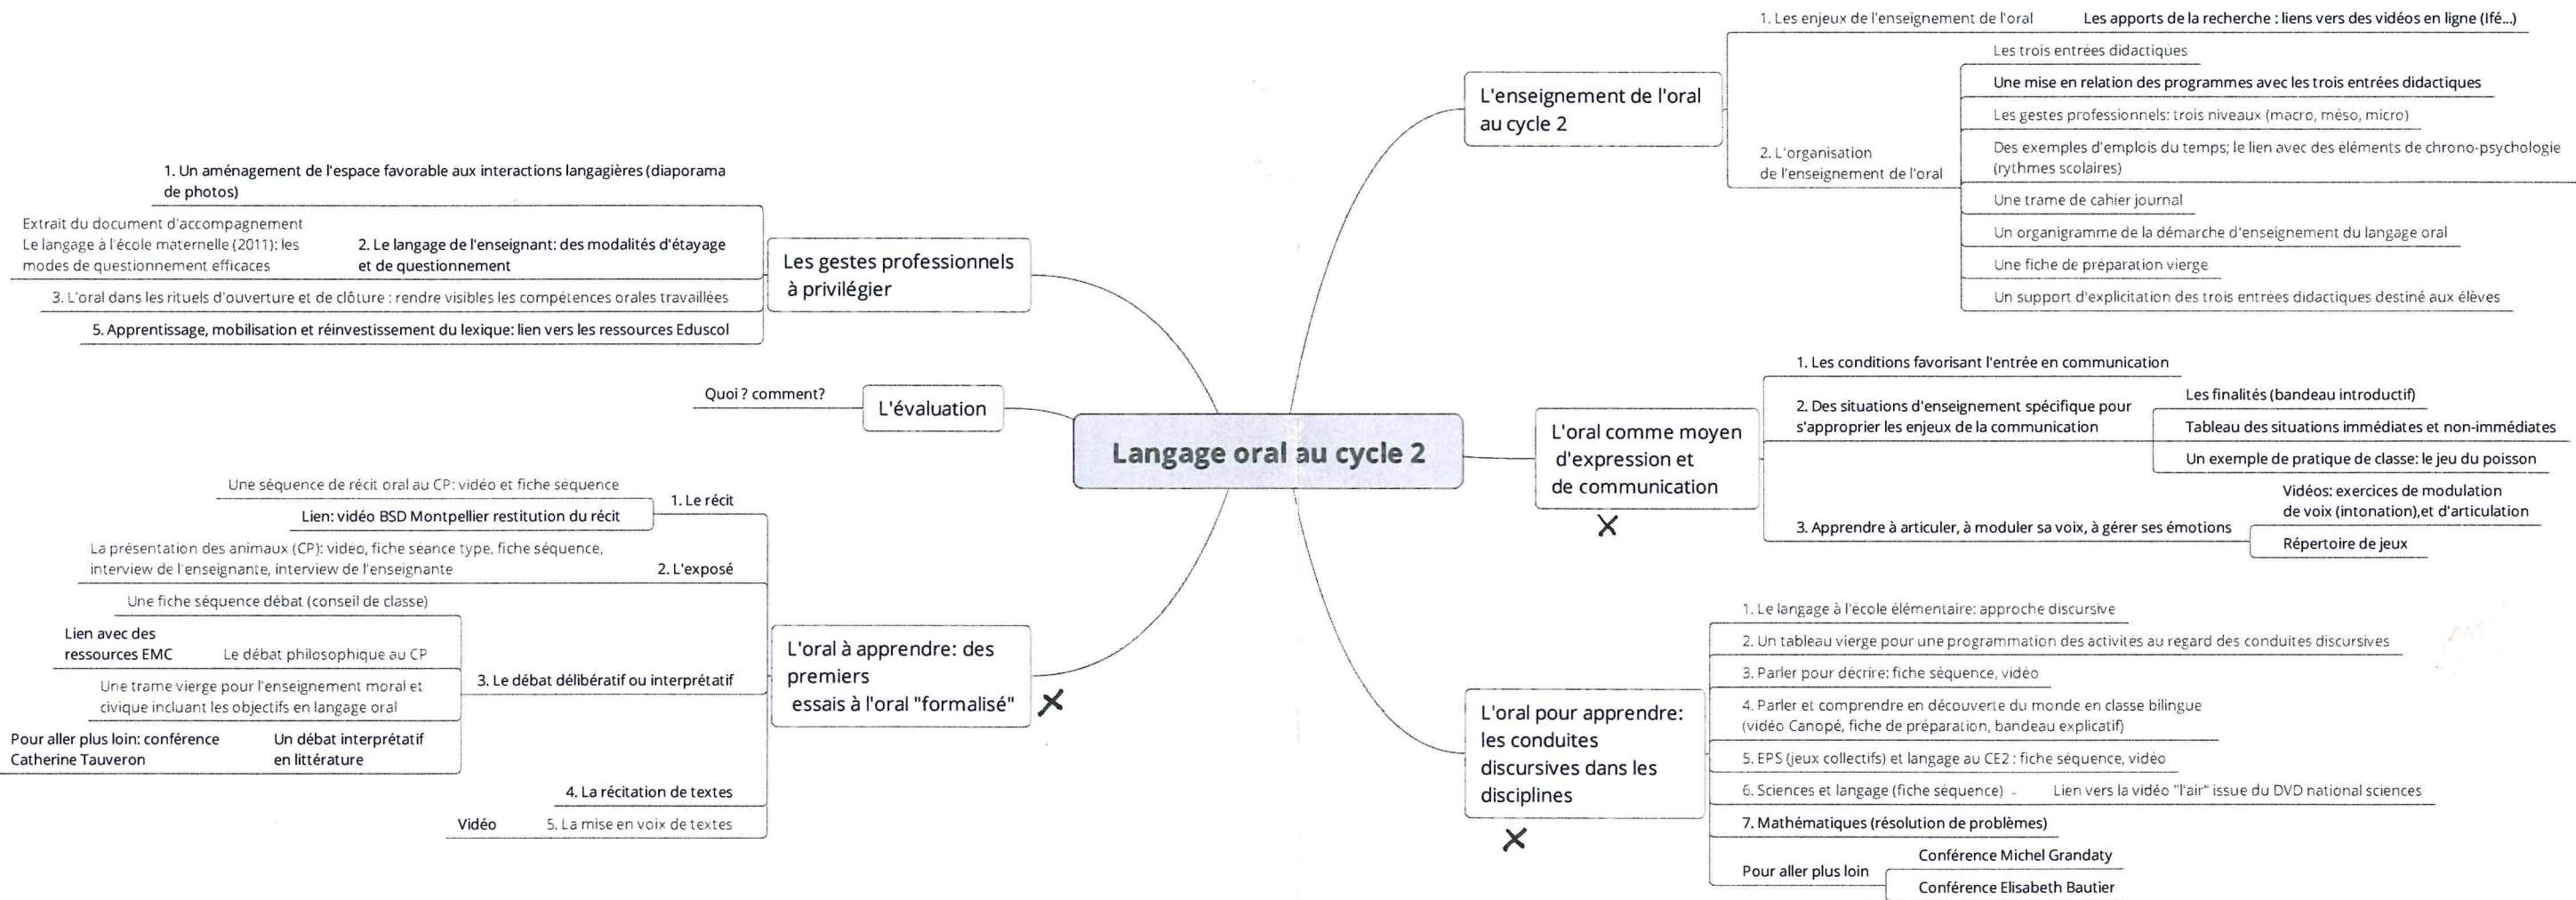 Langage oral au cycle 2
L'enseignement de l'oral
au cycle 2
1. Les enjeux de l'enseignement de l'oral
Les apports de la recherche : liens vers des vidéos en ligne (Ifé...)
2. L'organisation
de l'enseignement de l'oral
Les trois entrées didactiques
Une mise en relation des programmes avec les trois entrées didactiques
Les gestes professionnels: trois niveaux (macro, méso, micro)
Des exemples d'emplois du temps; le lien avec des éléments de chrono-psychologie
(rythmes scolaires)
Une trame de cahier journal
Un organigramme de la démarche d'enseignement du langage oral
Une fiche de préparation vierge
Un support d'explicitation des trois entrées didactiques destiné aux élèves
L'oral comme moyen
d'expression et
de communication
1. Les conditions favorisant l'entrée en communication
2. Des situations d'enseignement spécifique pour
s'approprier les enjeux de la communication
Les finalités (bandeau introductif)
Tableau des situations immédiates et non-immédiates
Un exemple de pratique de classe: le jeu du poisson
3. Apprendre à articuler, à moduler sa voix, à gérer ses émotions
Vidéos: exercices de modulation
de voix (intonation),et d'articulation
Répertoire de jeux
L'oral pour apprendre:
les conduites
discursives dans les
disciplines
1. Le langage à l'école élémentaire: approche discursive
2. Un tableau vierge pour une programmation des activités au regard des conduites discursives
3. Parler pour décrire: fiche séquence, vidéo
4. Parler et comprendre en découverte du monde en classe bilingue
(vidéo Canopé, fiche de préparation, bandeau explicatif)
5. EPS (jeux collectifs) et langage au CE2 : fiche séquence, vidéo
6. Sciences et langage (fiche séquence)
Lien vers la vidéo "l'air" issue du DVD national sciences
7. Mathématiques (résolution de problèmes)
Pour aller plus loin
Conférence Michel Grandaty
Conférence Elisabeth Bautier
Les gestes professionnels
à privilégier
1. Un aménagement de l'espace favorable aux interactions langagières (diaporama
de photos)
2. Le langage de l'enseignant: des modalités d'étayage
et de questionnement
Extrait du document d'accompagnement
Le langage à l'école maternelle (2011): les
modes de questionnement efficaces
3. L'oral dans les rituels d'ouverture et de clôture : rendre visibles les compétences orales travaillées
5. Apprentissage, mobilisation et réinvestissement du lexique: lien vers les ressources Eduscol
L'évaluation
Quoi ? comment?
L'oral à apprendre: des
premiers
essais à l'oral "formalisé"
1. Le récit
Une séquence de récit oral au CP: vidéo et fiche séquence
Lien: vidéo BSD Montpellier restitution du récit
2. L'exposé
La présentation des animaux (CP): vidéo, fiche séance type, fiche séquence,
interview de l'enseignante, interview de l'enseignante
3. Le débat délibératif ou interprétatif
Une fiche séquence débat (conseil de classe)
Le débat philosophique au CP
Lien avec des
ressources EMC
Une trame vierge pour l'enseignement moral et
civique incluant les objectifs en langage oral
Un débat interprétatif
en littérature
Pour aller plus loin: conférence
Catherine Tauveron
4. La récitation de textes
5. La mise en voix de textes
Vidéo